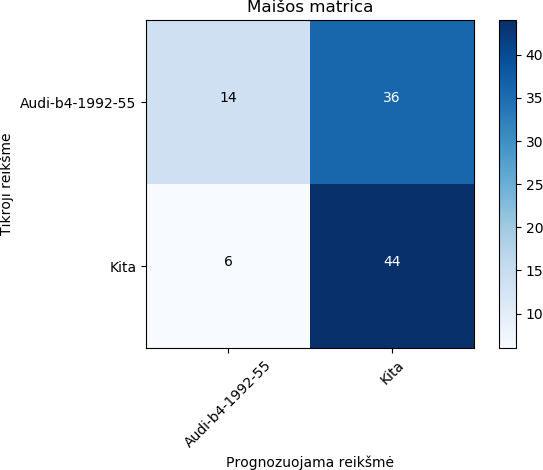 Maišos matrica
Tikroji reikšmė
Audi-b4-1992-55
Kita
14
36
6
44
Audi-b4-1992-55
Kita
Prognozuojama reikšmė
40
35
30
25
20
15
10